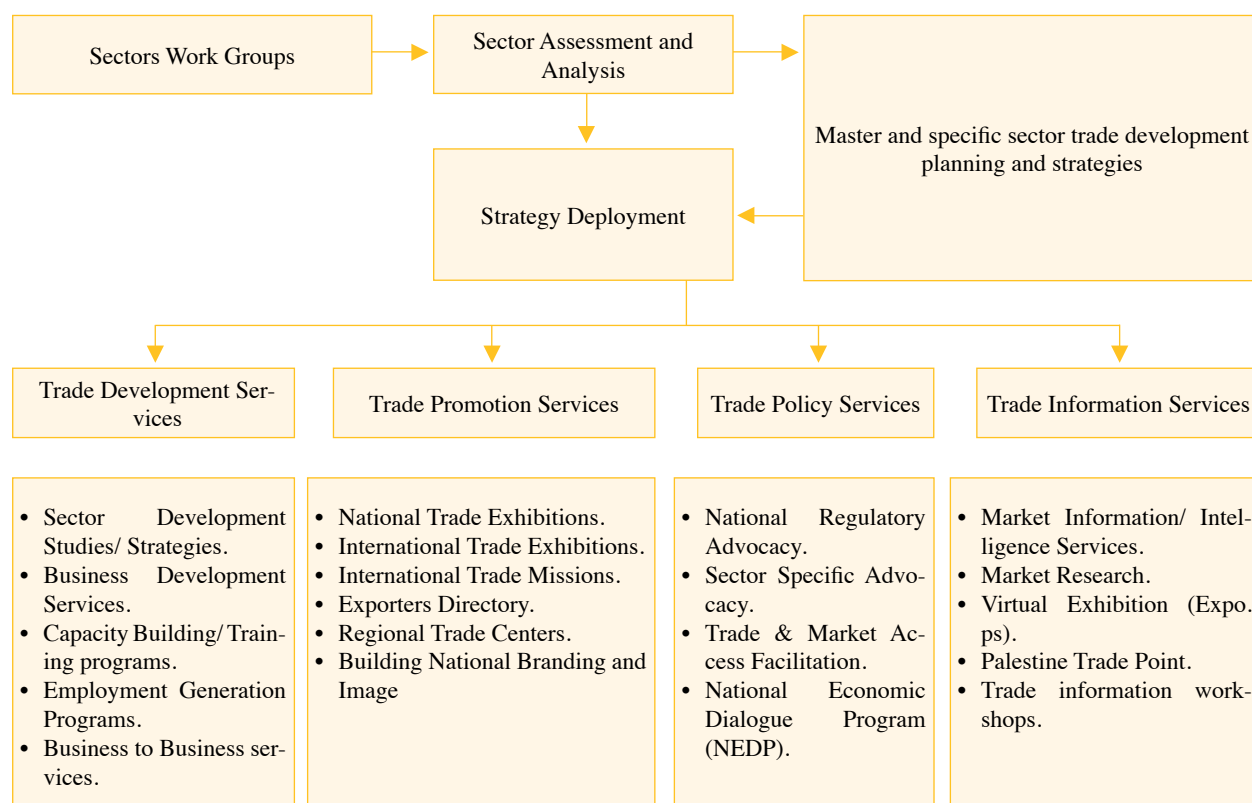 Sectors Work Groups
Sector Assessment and
Analysis
Master and specific sector trade development
planning and strategies
Strategy Deployment
Trade Development Ser-
vices
Trade Promotion Services
Trade Policy Services
Trade Information Services
• Sector Development
Studies/ Strategies.
• Business Development
Services.
• Capacity Building/ Train-
ing programs.
• Employment Generation
Programs.
• Business to Business ser-
vices.
• National Trade Exhibitions.
• International Trade Exhibitions.
• International Trade Missions.
• Exporters Directory.
• Regional Trade Centers.
• Building National Branding and
Image
• National Regulatory
Advocacy.
• Sector Specific Advo-
cacy.
• Trade & Market Ac-
cess Facilitation.
• National Economic
Dialogue Program
(NEDP).
• Market Information/ Intel-
ligence Services.
• Market Research.
• Virtual Exhibition (Expo.
ps).
• Palestine Trade Point.
• Trade information work-
shops.